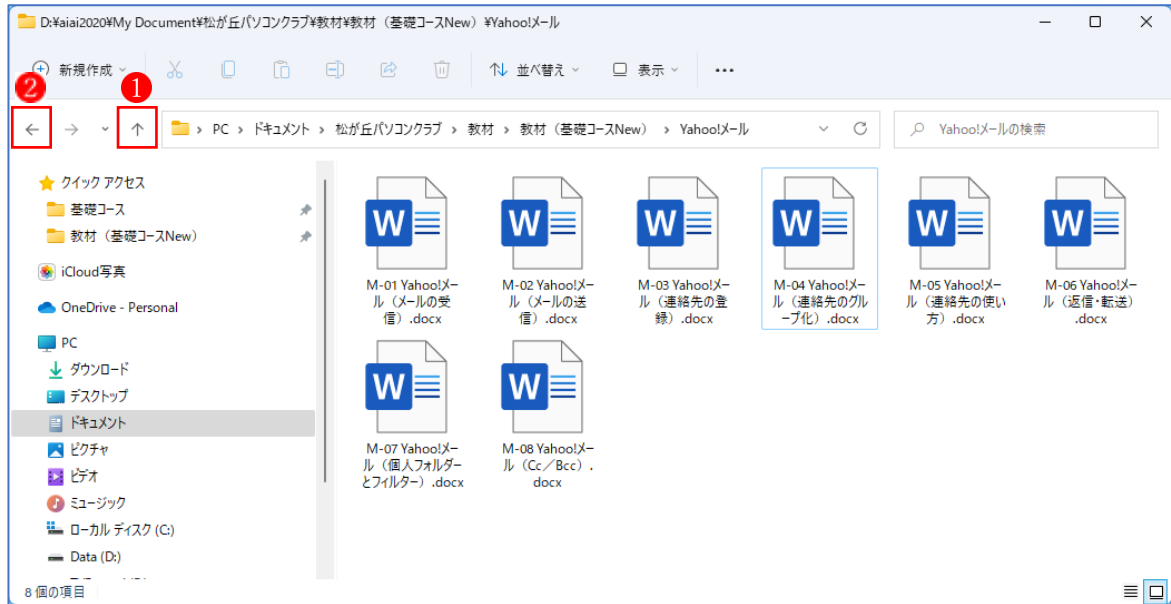 D:¥aiai2020¥My Document¥松が丘パソコンクラブ¥教材¥教材（基礎コースNew）¥Yahoo!メール
新規作成
並べ替え
表示
2
1
PC
ドキュメント
松が丘パソコンクラブ
教材
教材（基礎コースNew）
Yahoo!メール
Yahoo!メールの検索
クイック アクセス
基礎コース
教材（基礎コースNew）
iCloud写真
OneDrive - Personal
PC
ダウンロード
デスクトップ
ドキュメント
ピクチャ
ビデオ
ミュージック
ローカル ディスク (C:)
Data (D:)
M-01 Yahoo!メー
ル（メールの受
信）.docx
M-02 Yahoo!メー
ル（メールの送
信）.docx
M-03 Yahoo!メー
ル（連絡先の登
録）.docx
M-04 Yahoo!メー
ル（連絡先のグル
ープ化）.docx
M-05 Yahoo!メー
ル（連絡先の使い
方）.docx
M-06 Yahoo!メー
ル（返信・転送）
.docx
M-07 Yahoo!メー
ル（個人フォルダー
とフィルター）.docx
M-08 Yahoo!メー
ル（Cc／Bcc）.
docx
8 個の項目